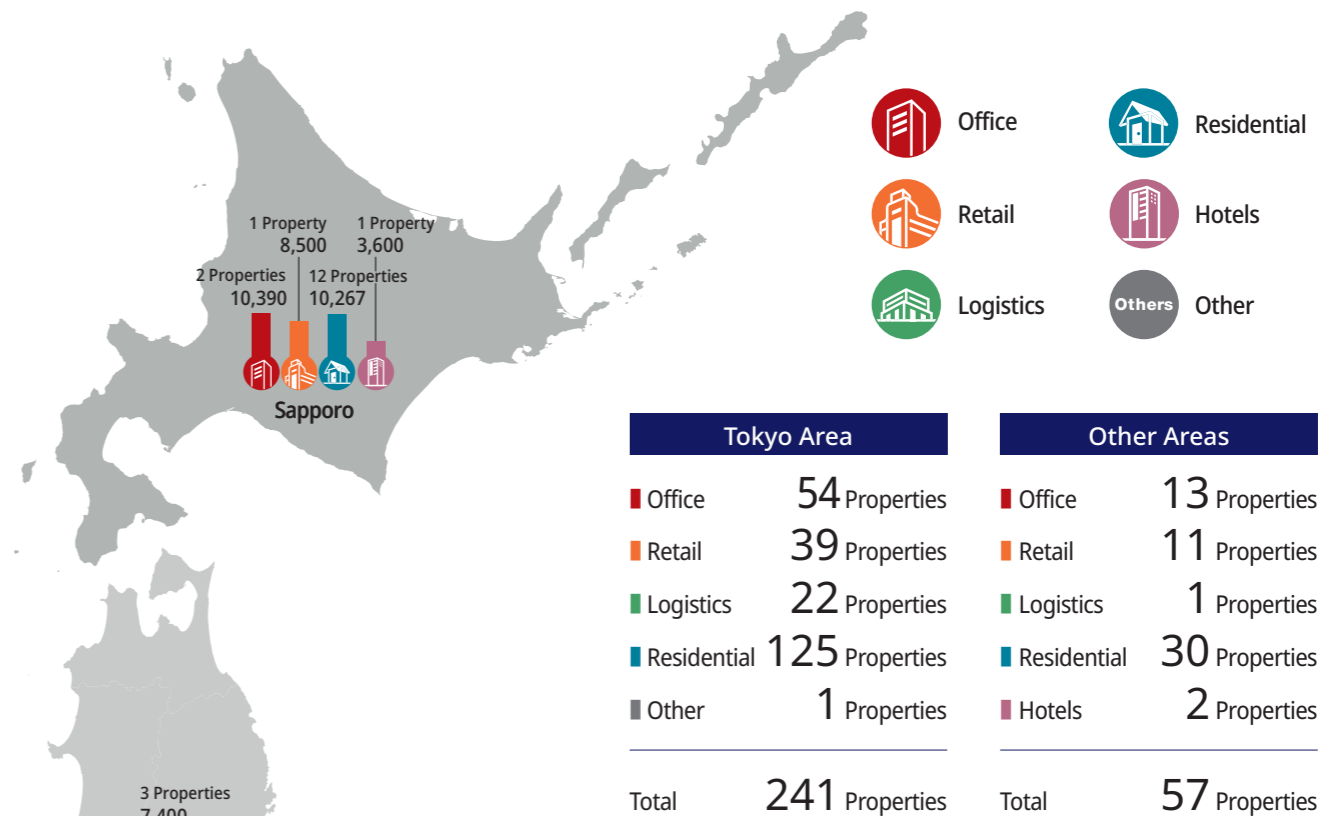 Office
Residential
Retail
Hotels
Logistics
Others
Other
1 Property
8,500
1 Property
3,600
2 Properties
10,390
12 Properties
10,267
Sapporo
Tokyo Area
Office 54 Properties
Retail 39 Properties
Logistics 22 Properties
Residential 125 Properties
Other 1 Properties
Total 241 Properties
Other Areas
Office 13 Properties
Retail 11 Properties
Logistics 1 Properties
Residential 30 Properties
Hotels 2 Properties
Total 57 Properties
3 Properties
7,400